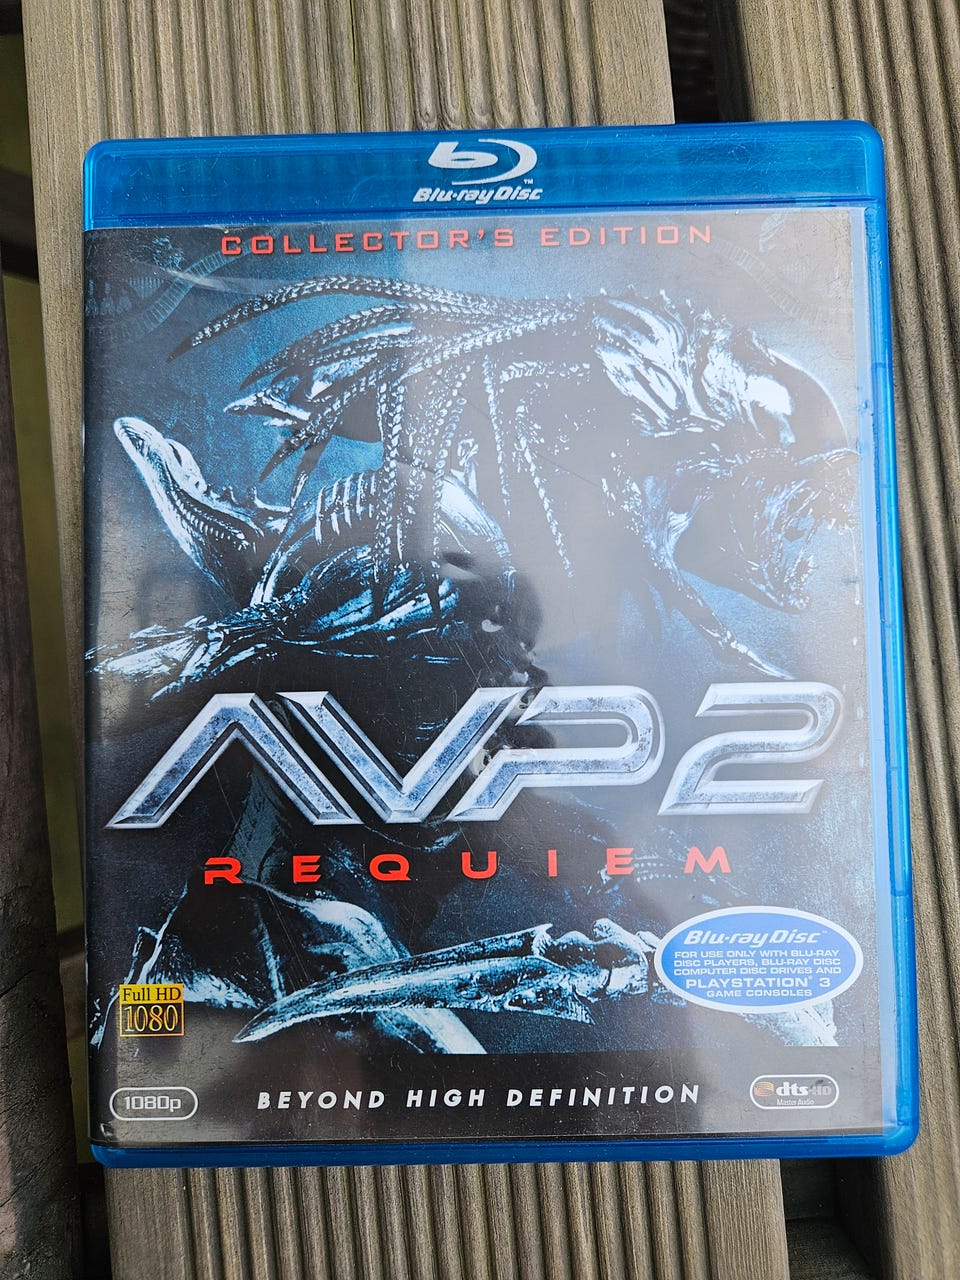 Blu-ray Disc™
COLLECTOR'S EDITION
AVP2
REQUIEM
Blu-ray Disc™
FOR USE ONLY WITH BLU-RAY
DISC PLAYERS, BLU-RAY DISC
COMPUTER DISC DRIVES AND
PLAYSTATION® 3
GAME CONSOLES
Full HD
1080
1080p
BEYOND HIGH DEFINITION
dts-HD
Master Audio